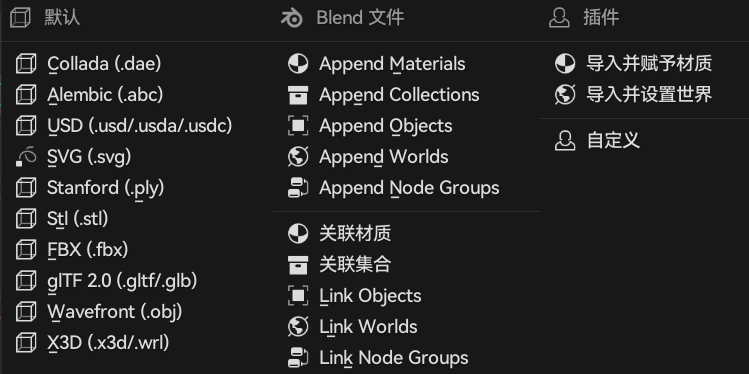 默认
Collada (.dae)
Alembic (.abc)
USD (.usd/.usda/.usdc)
SVG (.svg)
Stanford (.ply)
Stl (.stl)
FBX (.fbx)
glTF 2.0 (.gltf/.glb)
Wavefront (.obj)
X3D (.x3d/.wrl)
Blend 文件
Append Materials
Append Collections
Append Objects
Append Worlds
Append Node Groups
关联材质
关联集合
Link Objects
Link Worlds
Link Node Groups
插件
导入并赋予材质
导入并设置世界
自定义